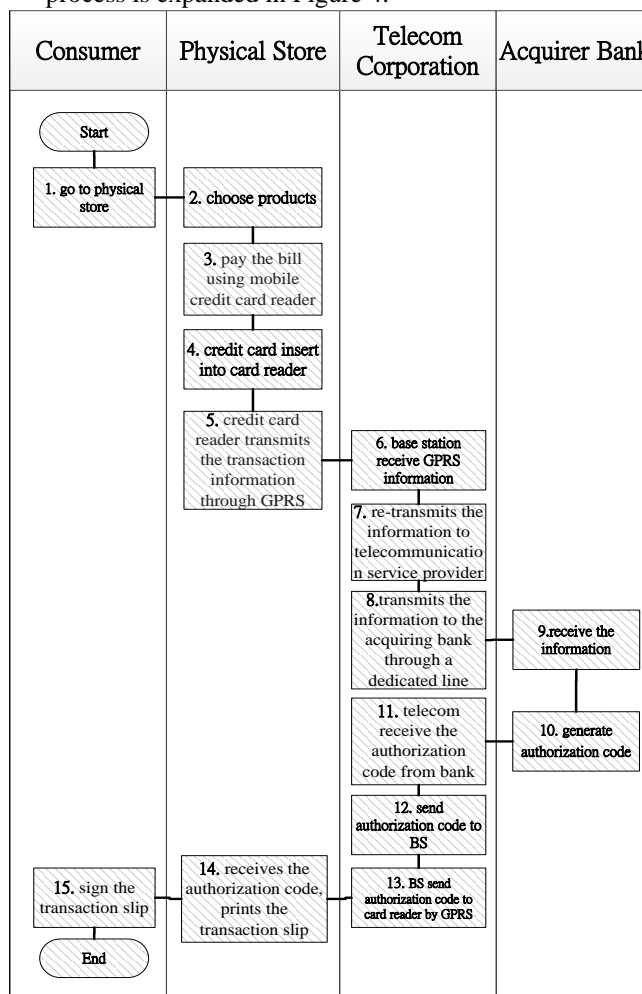 process is expanded in Figure 4.
Consumer
Physical Store
Telecom
Corporation
Acquirer Bank
Start
1. go to physical
store
2. choose products
3. pay the bill
using mobile
credit card reader
4. credit card insert
into card reader
5. credit card
reader transmits
the transaction
information
through GPRS
6. base station
receive GPRS
information
7. re-transmits the
information to
telecommunicatio
n service provider
8.transmits the
information to the
acquiring bank
through a
dedicated line
9.receive the
information
10. generate
authorization code
11. telecom
receive the
authorization
code from bank
12. send
authorization code to
BS
13. BS send
authorization code to
card reader by GPRS
14. receives the
authorization code,
prints the
transaction slip
15. sign the
transaction slip
End